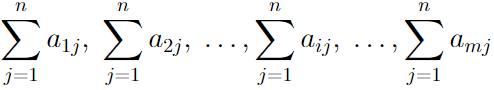 $\sum_{j=1}^{n} a_{1j},\ \sum_{j=1}^{n} a_{2j},\ \ldots, \sum_{j=1}^{n} a_{ij},\ \ldots, \sum_{j=1}^{n} a_{mj}$